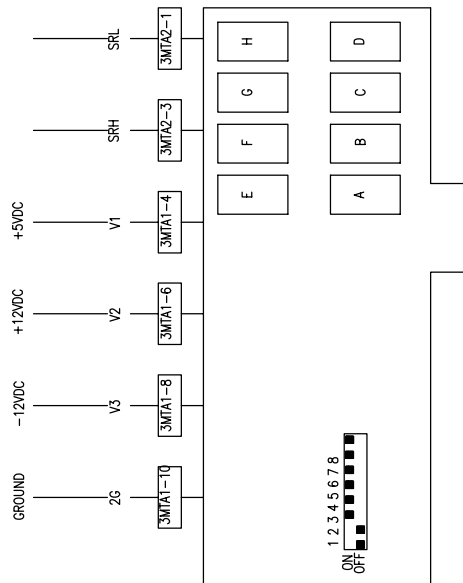 SRL
3MTA2-1
SRH
3MTA2-3
+5VDC
V1
3MTA1-4
+12VDC
V2
3MTA1-6
-12VDC
V3
3MTA1-8
GROUND
2G
3MTA1-10
H
D
G
C
F
B
E
A
1 2 3 4 5 6 7 8
ON
OFF